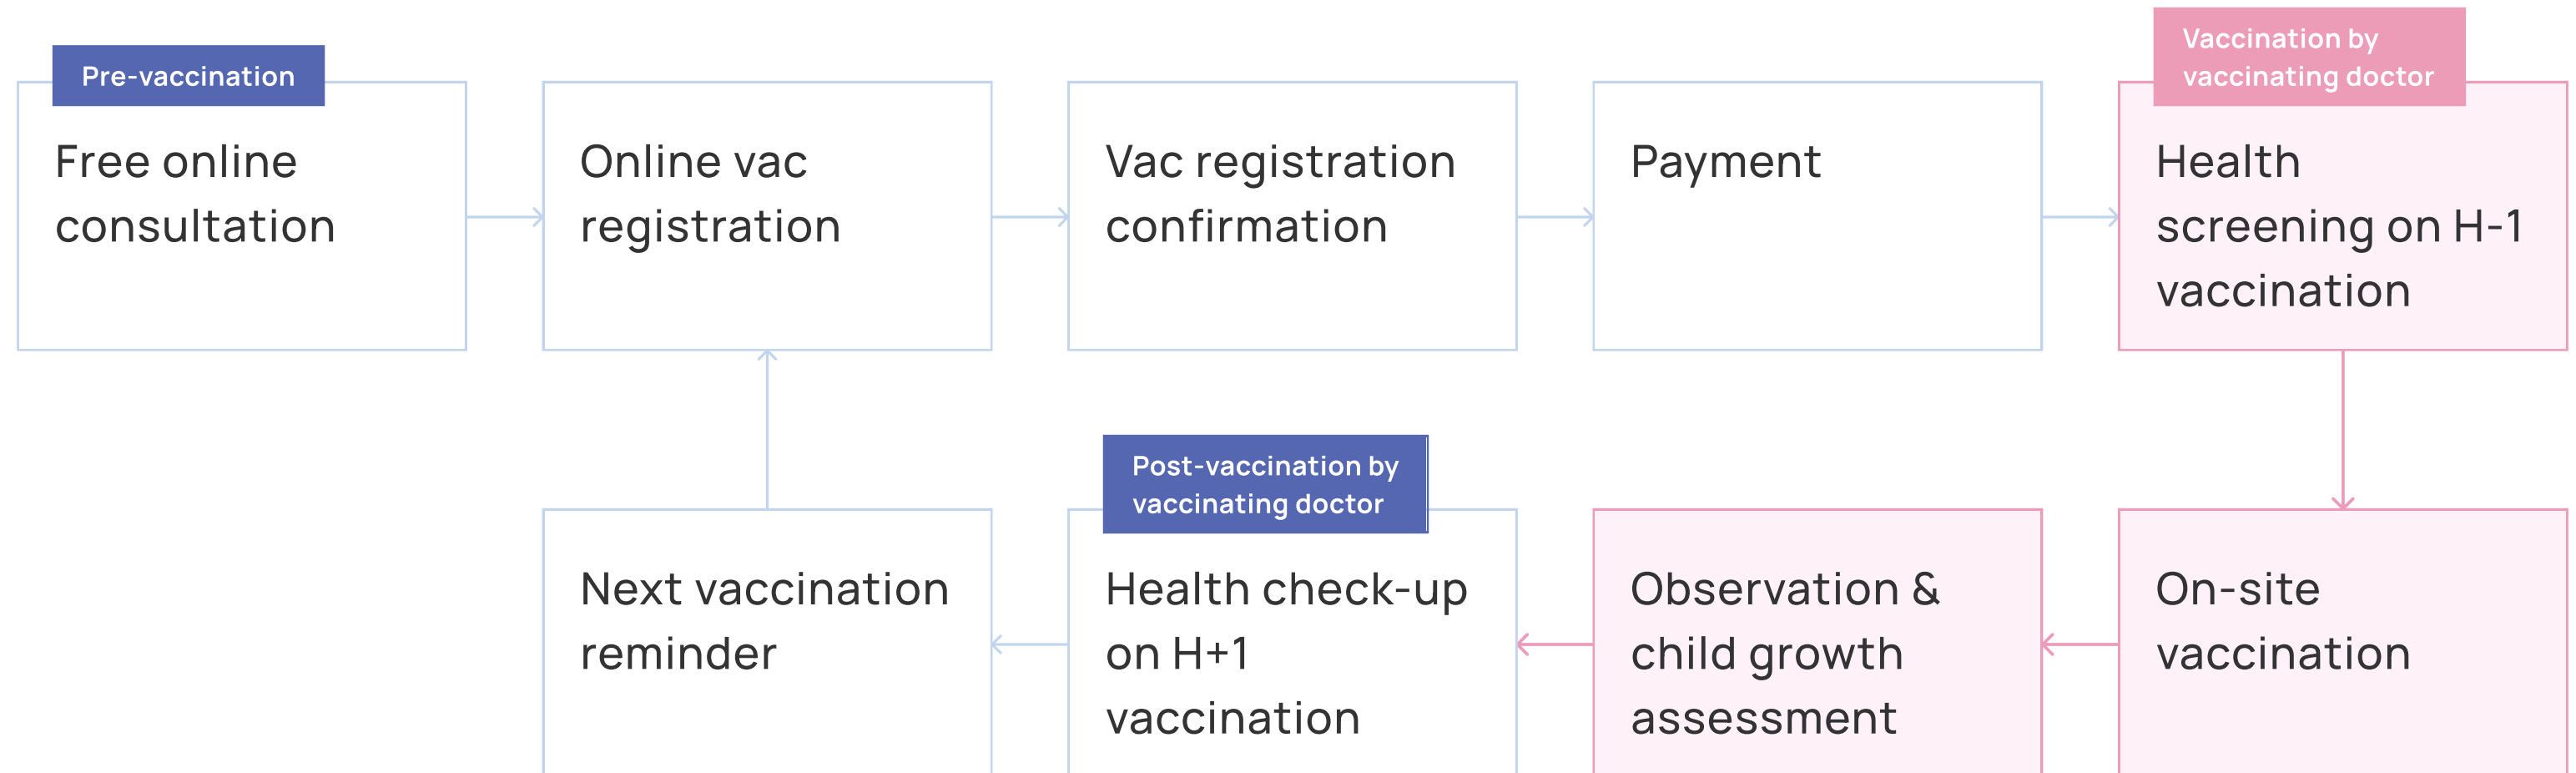 Pre-vaccination
Free online
consultation
Online vac
registration
Vac registration
confirmation
Payment
Vaccination by
vaccinating doctor
Health
screening on H-1
vaccination
On-site
vaccination
Observation &
child growth
assessment
Post-vaccination by
vaccinating doctor
Health check-up
on H+1
vaccination
Next vaccination
reminder